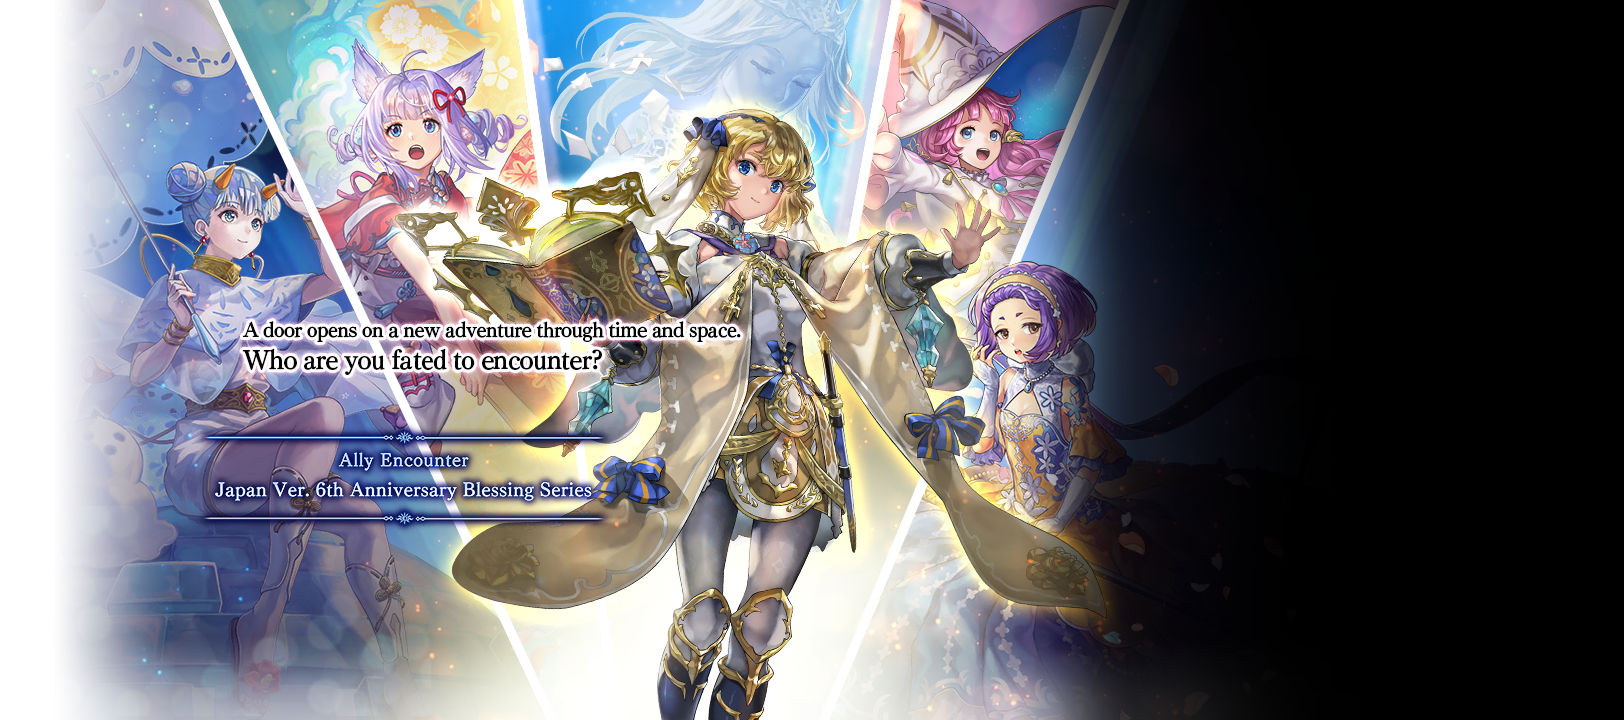 A door opens on a new adventure through time and space.
Who are you fated to encounter?
Ally Encounter
Japan Ver. 6th Anniversary Blessing Series